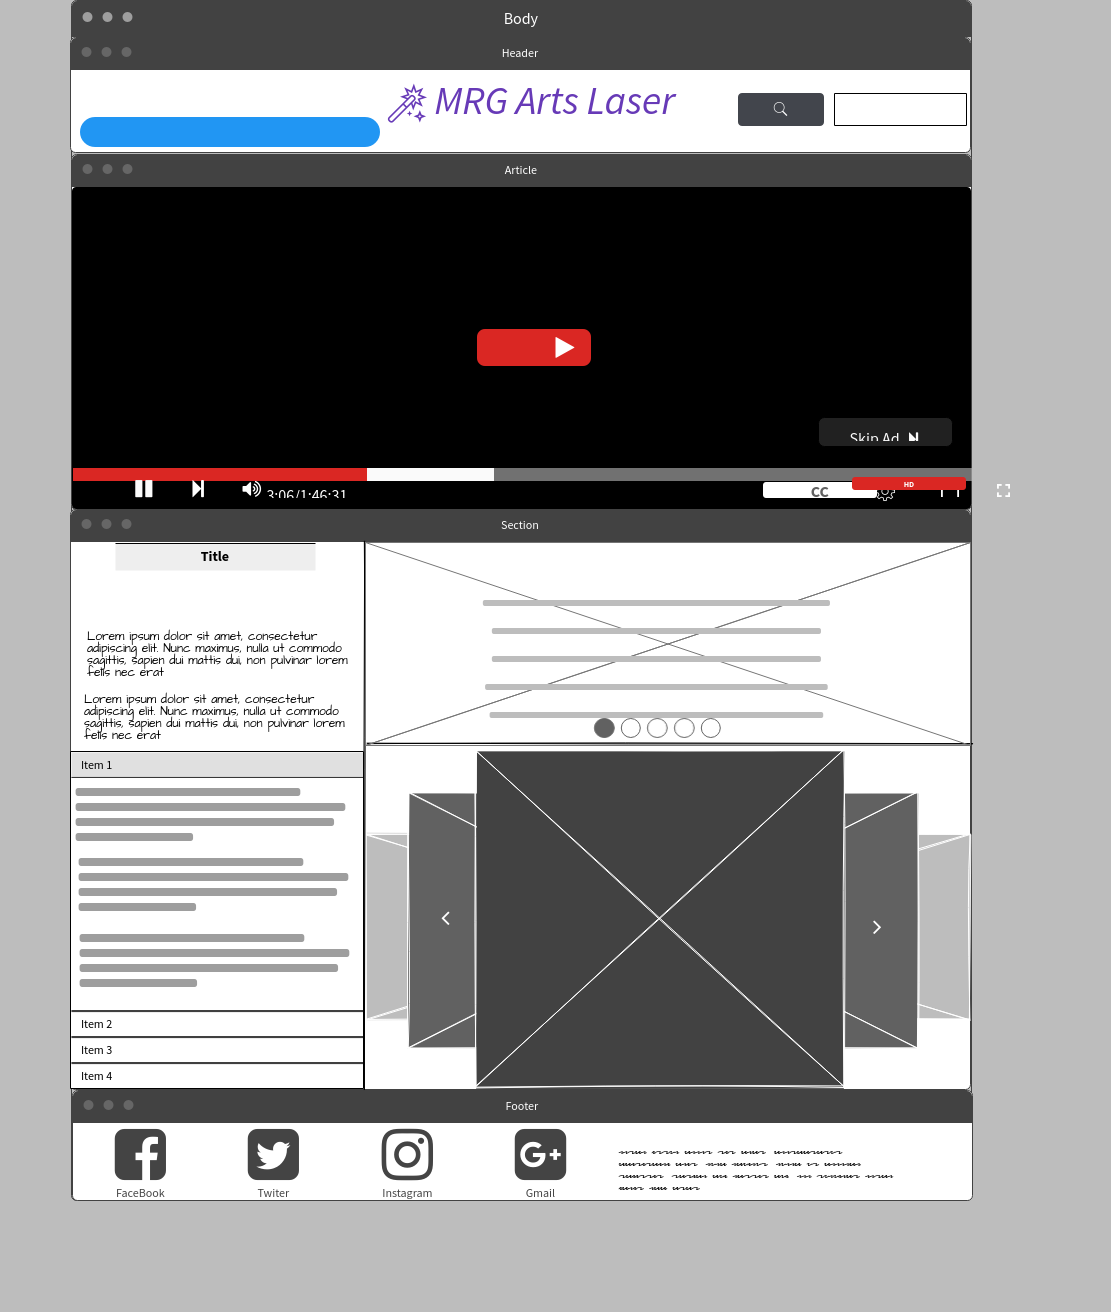 Body
Header
MRG Arts Laser
Article
Skip Ad
3:06/1:46:31
CC
HD
Section
Title
Lorem ipsum dolor sit amet, consectetur
adipiscing elit. Nunc maximus, nulla ut commodo
sagittis, sapien dui mattis dui, non pulvinar lorem
felis nec erat
Lorem ipsum dolor sit amet, consectetur
adipiscing elit. Nunc maximus, nulla ut commodo
sagittis, sapien dui mattis dui, non pulvinar lorem
felis nec erat
Item 1
Item 2
Item 3
Item 4
Footer
FaceBook
Twiter
Instagram
Gmail